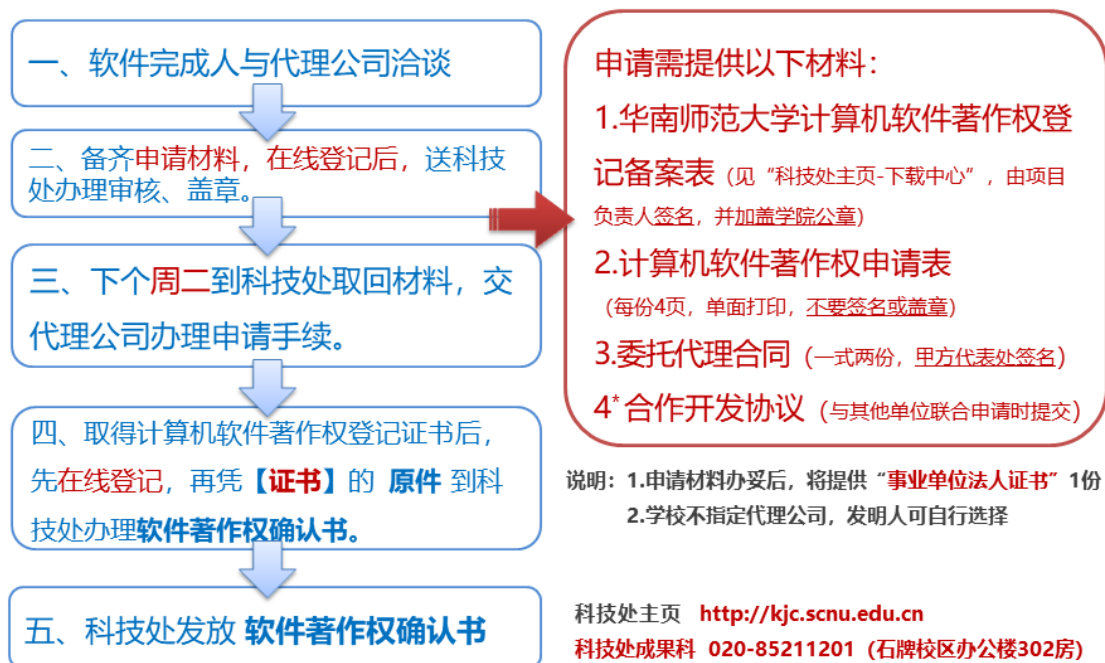 一、软件完成人与代理公司洽谈
二、备齐申请材料，在线登记后，送科技
处办理审核、盖章。
三、下个周二到科技处取回材料，交
代理公司办理申请手续。
四、取得计算机软件著作权登记证书后，
先在线登记，再凭【证书】的 原件 到科
技处办理软件著作权确认书。
五、科技处发放 软件著作权确认书
申请需提供以下材料：
1.华南师范大学计算机软件著作权登
记备案表（见“科技处主页-下载中心”，由项目
负责人签名，并加盖学院公章）
2.计算机软件著作权申请表
（每份4页，单面打印，不要签名或盖章）
3.委托代理合同（一式两份，甲方代表处签名）
4*合作开发协议（与其他单位联合申请时提交）
说明：1.申请材料办妥后，将提供“事业单位法人证书”1份
2.学校不指定代理公司，发明人可自行选择
科技处主页 http://kjc.scnu.edu.cn
科技处成果科 020-85211201（石牌校区办公楼302房）